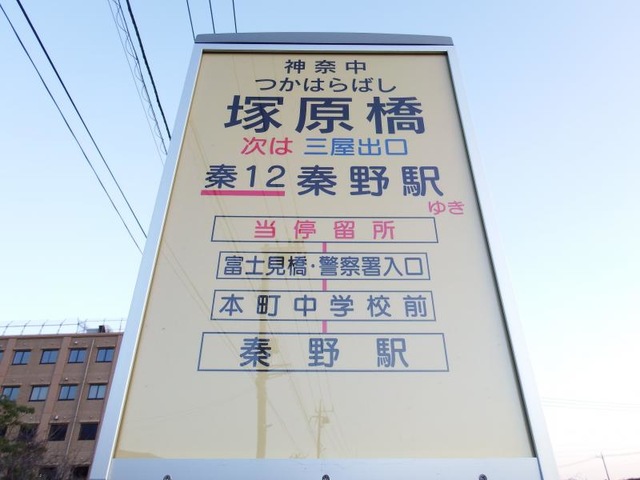 神奈中
つかはらばし
塚原橋
次は 三屋出口
秦12 秦野駅
ゆき
当停留所
富士見橋・警察署入口
本町中学校前
秦野駅